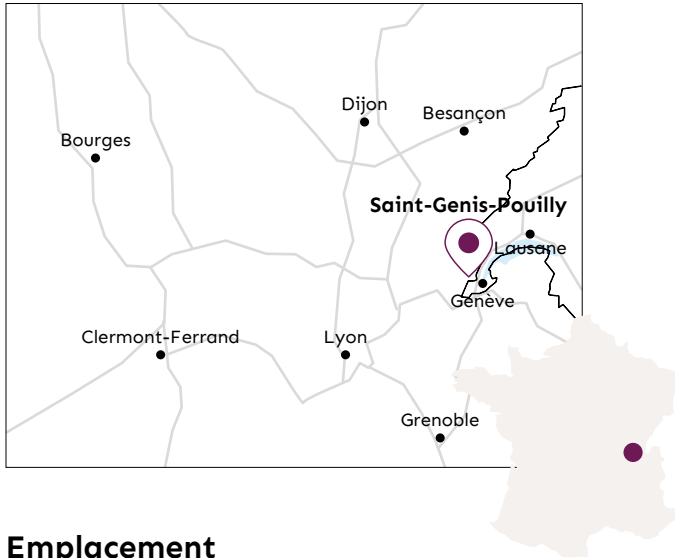 Dijon
Besançon
Bourges
Saint-Genis-Pouilly
Lausane
Genève
Clermont-Ferrand
Lyon
Grenoble
Emplacement